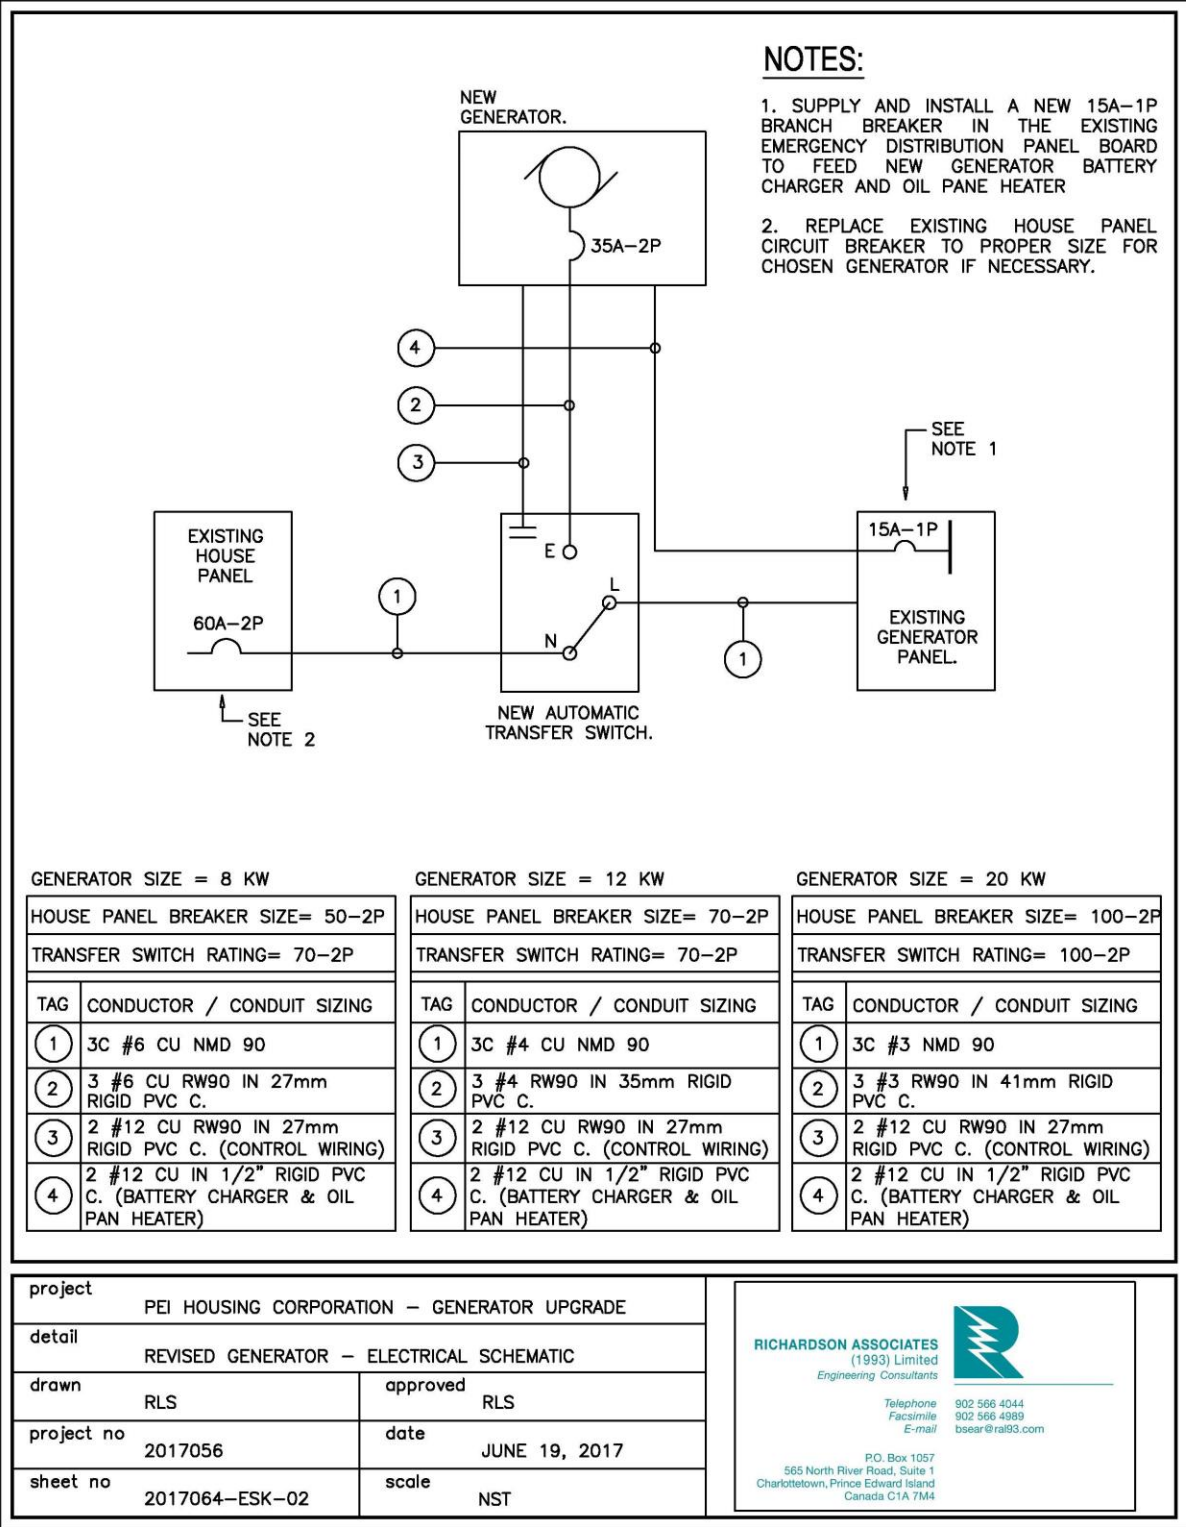 NOTES:
1. SUPPLY AND INSTALL A NEW 15A-1P
BRANCH BREAKER IN THE EXISTING
EMERGENCY DISTRIBUTION PANEL BOARD
TO FEED NEW GENERATOR BATTERY
CHARGER AND OIL PANE HEATER
2. REPLACE EXISTING HOUSE PANEL
CIRCUIT BREAKER TO PROPER SIZE FOR
CHOSEN GENERATOR IF NECESSARY.
NEW
GENERATOR.
35A-2P
4
2
3
SEE
NOTE 1
EXISTING
HOUSE
PANEL
60A-2P
1
E
L
N
15A-1P
EXISTING
GENERATOR
PANEL.
1
SEE
NOTE 2
NEW AUTOMATIC
TRANSFER SWITCH.
GENERATOR SIZE = 8 KW
HOUSE PANEL BREAKER SIZE= 50-2P
TRANSFER SWITCH RATING= 70-2P
TAG CONDUCTOR / CONDUIT SIZING
1 3C #6 CU NMD 90
2 3 #6 CU RW90 IN 27mm
RIGID PVC C.
3 2 #12 CU RW90 IN 27mm
RIGID PVC C. (CONTROL WIRING)
4 2 #12 CU IN 1/2" RIGID PVC
C. (BATTERY CHARGER & OIL
PAN HEATER)
GENERATOR SIZE = 12 KW
HOUSE PANEL BREAKER SIZE= 70-2P
TRANSFER SWITCH RATING= 70-2P
TAG CONDUCTOR / CONDUIT SIZING
1 3C #4 CU NMD 90
2 3 #4 RW90 IN 35mm RIGID
PVC C.
3 2 #12 CU RW90 IN 27mm
RIGID PVC C. (CONTROL WIRING)
4 2 #12 CU IN 1/2" RIGID PVC
C. (BATTERY CHARGER & OIL
PAN HEATER)
GENERATOR SIZE = 20 KW
HOUSE PANEL BREAKER SIZE= 100-2P
TRANSFER SWITCH RATING= 100-2P
TAG CONDUCTOR / CONDUIT SIZING
1 3C #3 NMD 90
2 3 #3 RW90 IN 41mm RIGID
PVC C.
3 2 #12 CU RW90 IN 27mm
RIGID PVC C. (CONTROL WIRING)
4 2 #12 CU IN 1/2" RIGID PVC
C. (BATTERY CHARGER & OIL
PAN HEATER)
project
PEI HOUSING CORPORATION - GENERATOR UPGRADE
detail
REVISED GENERATOR - ELECTRICAL SCHEMATIC
drawn
RLS
approved
RLS
project no
2017056
date
JUNE 19, 2017
sheet no
2017064-ESK-02
scale
NST
RICHARDSON ASSOCIATES
(1993) Limited
Engineering Consultants
Telephone 902 566 4044
Facsimile 902 566 4989
E-mail bsear@ral93.com
P.O. Box 1057
565 North River Road, Suite 1
Charlottetown, Prince Edward Island
Canada C1A 7M4